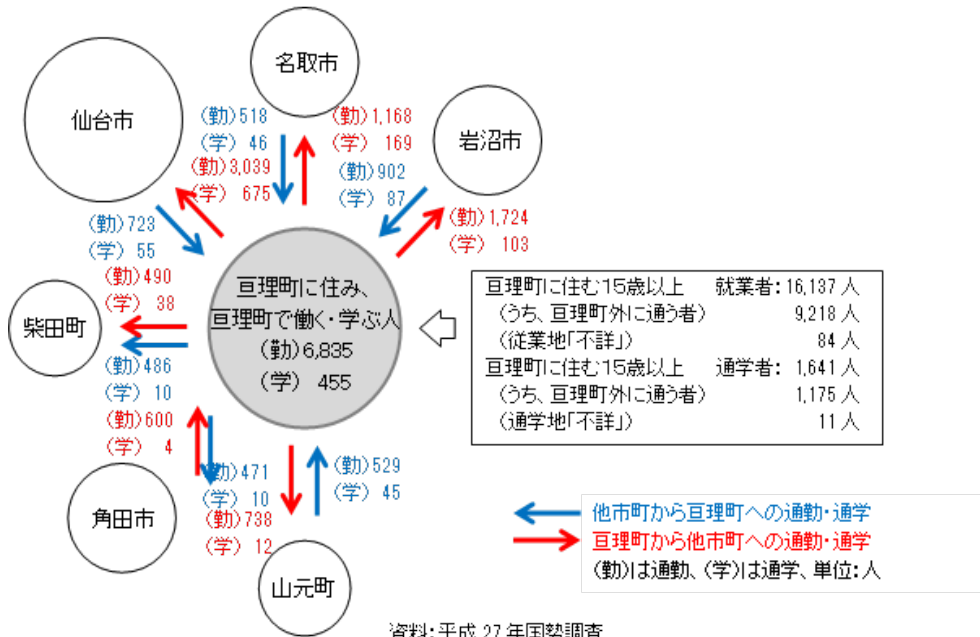 名取市
仙台市
岩沼市
(勤)518
(学) 46
(勤)1,168
(学) 169
(勤)3,039
(学) 675
(勤)902
(学) 87
(勤)1,724
(学) 103
(勤)723
(学) 55
(勤)490
(学) 38
柴田町
(勤)486
(学) 10
亘理町に住み、
亘理町で働く・学ぶ人
(勤)6,835
(学) 455
亘理町に住む15歳以上 就業者：16,137人
(うち、亘理町外に通う者) 9,218人
(従業地「不詳」) 84人
亘理町に住む15歳以上 通学者：1,641人
(うち、亘理町外に通う者) 1,175人
(通学地「不詳」) 11人
(勤)600
(学) 4
角田市
(勤)471
(学) 10
(勤)738
(学) 12
(勤)529
(学) 45
山元町
他市町から亘理町への通勤・通学
亘理町から他市町への通勤・通学
(勤)は通勤、(学)は通学、単位：人
資料：平成27年国勢調査